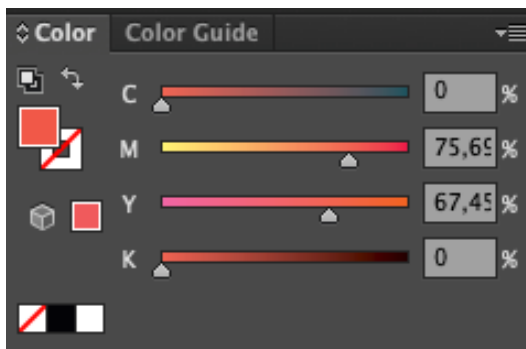 Color Color Guide
C 0 %
M 75,69 %
Y 67,45 %
K 0 %